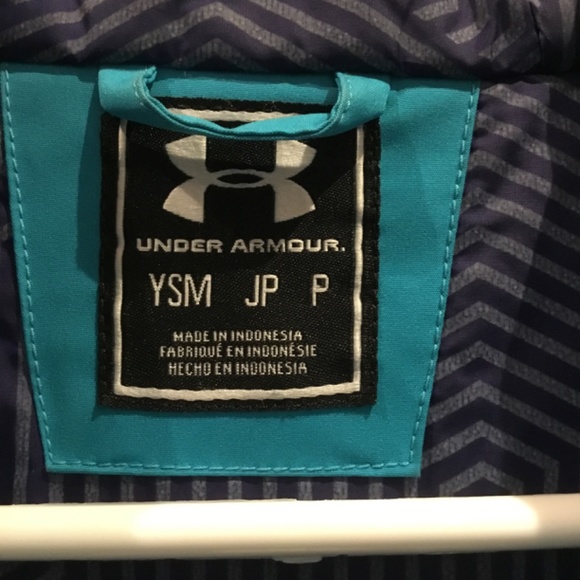 UNDER ARMOUR.
YSM JP P
MADE IN INDONESIA
FABRIQUÉ EN INDONÉSIE
HECHO EN INDONESIA